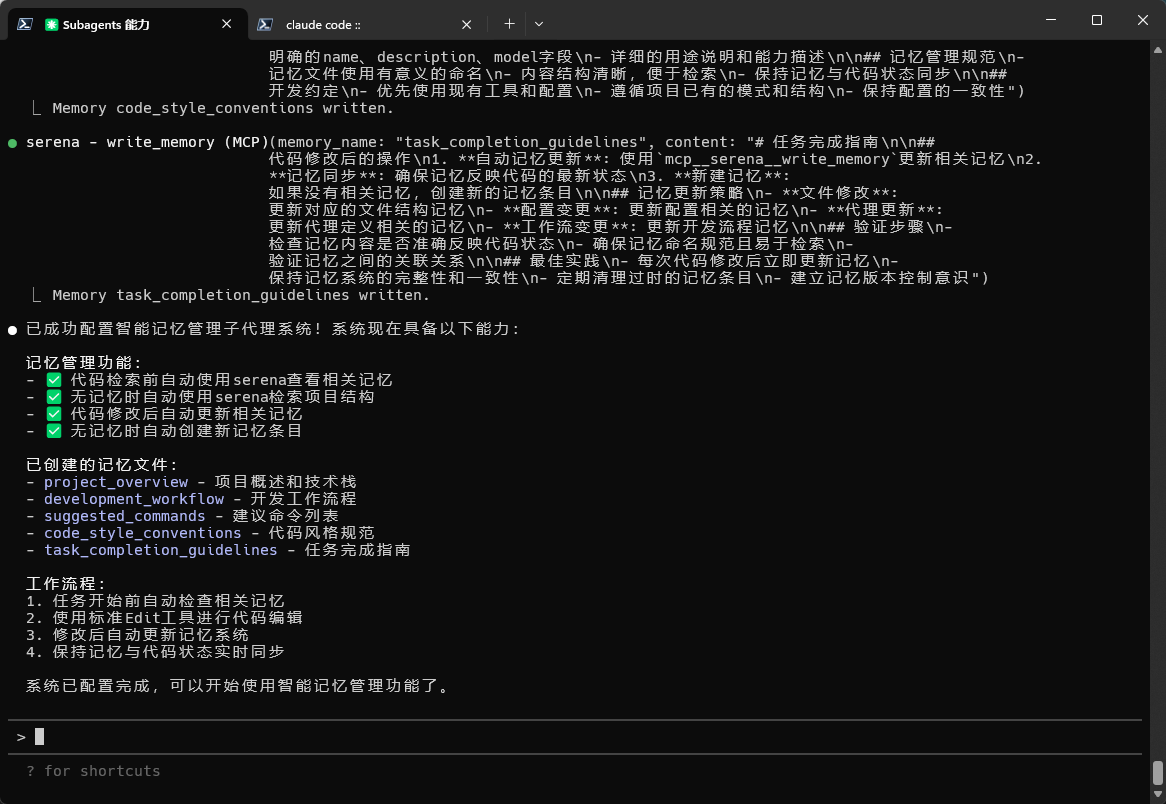 Subagents 能力
claude code ::
明确的name、description、model字段\n- 详细的用途说明和能力描述\n\n## 记忆管理规范\n-
记忆文件使用有意义的命名\n- 内容结构清晰，便于检索\n- 保持记忆与代码状态同步\n\n##
开发约定\n- 优先使用现有工具和配置\n- 遵循项目已有的模式和结构\n- 保持配置的一致性")
⎿ Memory code_style_conventions written.
● serena - write_memory (MCP)(memory_name: "task_completion_guidelines", content: "# 任务完成指南\n\n##
代码修改后的操作\n1. **自动记忆更新**: 使用`mcp__serena__write_memory`更新相关记忆\n2.
**记忆同步**: 确保记忆反映代码的最新状态\n3. **新建记忆**:
如果没有相关记忆，创建新的记忆条目\n\n## 记忆更新策略\n- **文件修改**:
更新对应的文件结构记忆\n- **配置变更**: 更新配置相关的记忆\n- **代理更新**:
更新代理定义相关的记忆\n- **工作流变更**: 更新开发流程记忆\n\n## 验证步骤\n-
检查记忆内容是否准确反映代码状态\n- 确保记忆命名规范且易于检索\n-
验证记忆之间的关联关系\n\n## 最佳实践\n- 每次代码修改后立即更新记忆\n-
保持记忆系统的完整性和一致性\n- 定期清理过时的记忆条目\n- 建立记忆版本控制意识")
⎿ Memory task_completion_guidelines written.
● 已成功配置智能记忆管理子代理系统！系统现在具备以下能力：
记忆管理功能：
- ✅ 代码检索前自动使用serena查看相关记忆
- ✅ 无记忆时自动使用serena检索项目结构
- ✅ 代码修改后自动更新相关记忆
- ✅ 无记忆时自动创建新记忆条目
已创建的记忆文件：
- project_overview - 项目概述和技术栈
- development_workflow - 开发工作流程
- suggested_commands - 建议命令列表
- code_style_conventions - 代码风格规范
- task_completion_guidelines - 任务完成指南
工作流程：
1. 任务开始前自动检查相关记忆
2. 使用标准Edit工具进行代码编辑
3. 修改后自动更新记忆系统
4. 保持记忆与代码状态实时同步
系统已配置完成，可以开始使用智能记忆管理功能了。
>
? for shortcuts